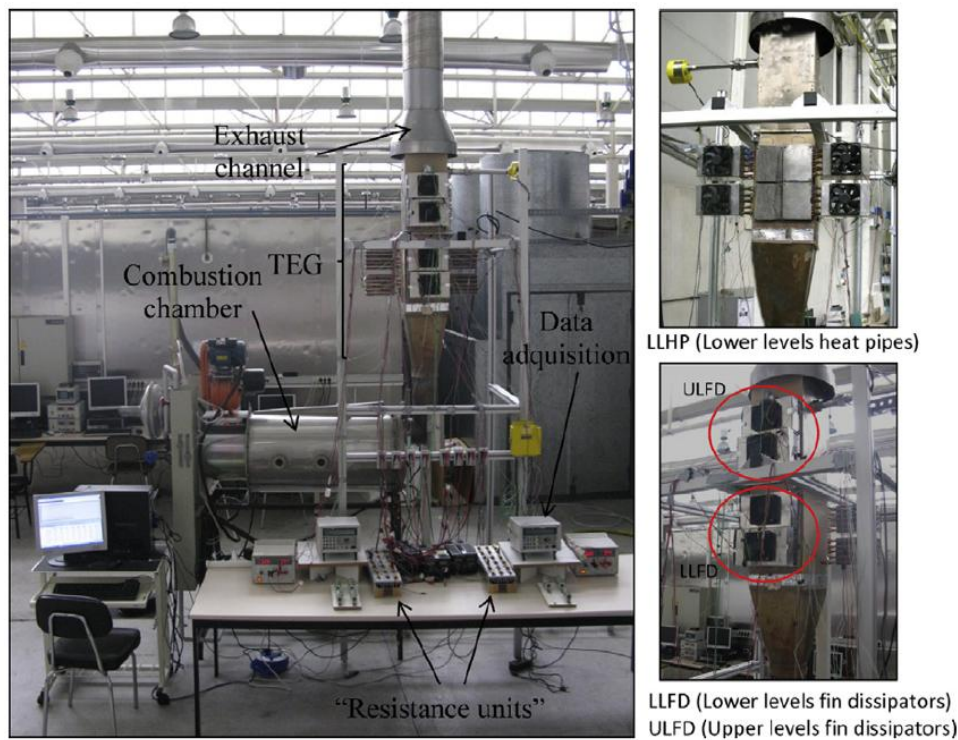 Exhaust
channel
TEG
Combustion
chamber
Data
adquisition
"Resistance units"
LLHP (Lower levels heat pipes)
ULFD
LLFD
LLFD (Lower levels fin dissipators)
ULFD (Upper levels fin dissipators)